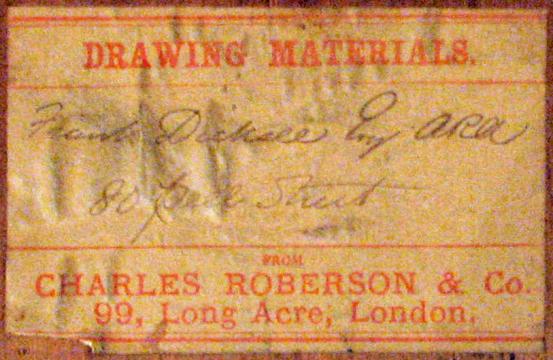 DRAWING MATERIALS.
Frank Dicksee Esq ARA
80 Street
FROM
CHARLES ROBERSON & Co.
99, Long Acre, London.